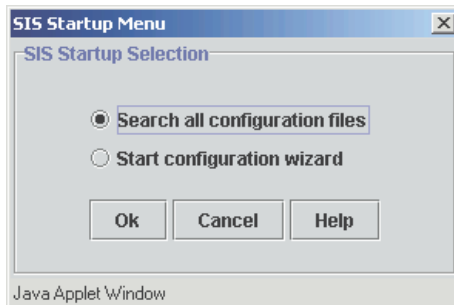 SIS Startup Menu
SIS Startup Selection
Search all configuration files
Start configuration wizard
Ok Cancel Help
Java Applet Window